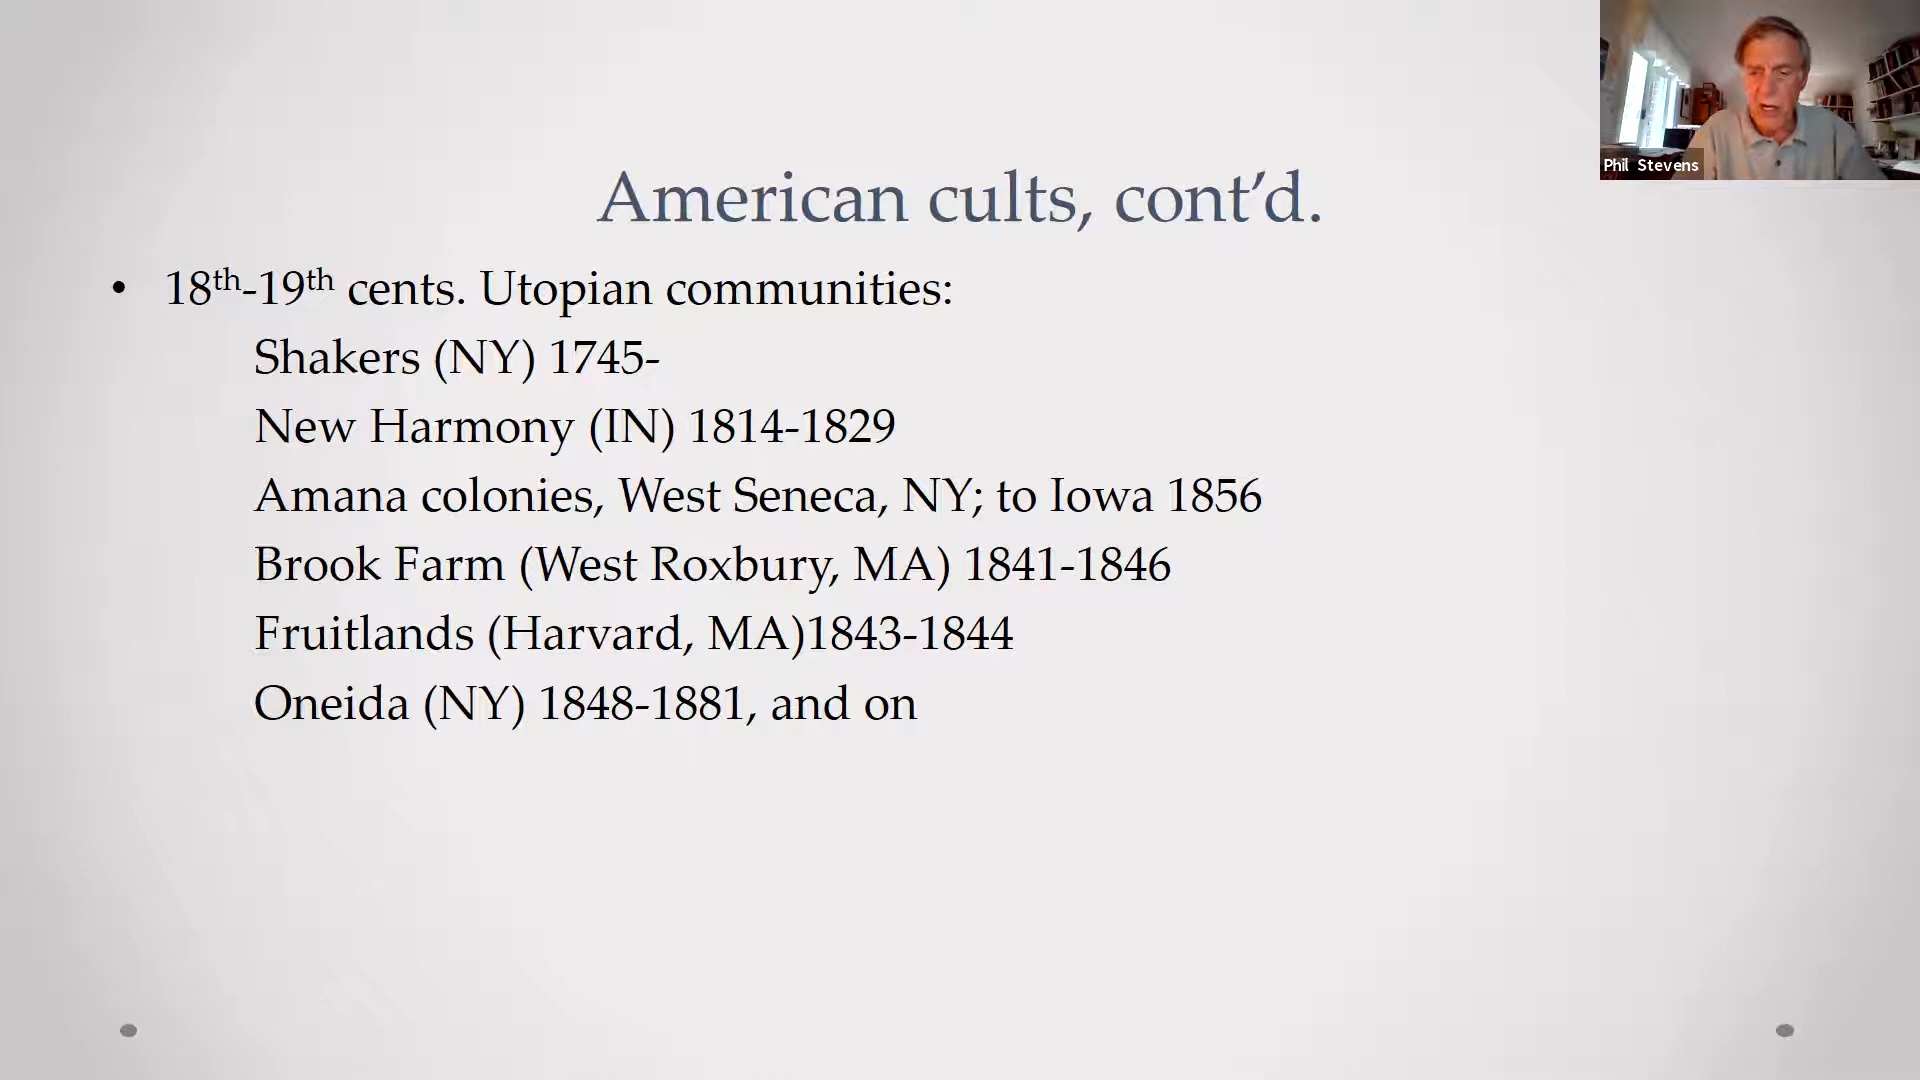 Phil Stevens
American cults, cont’d.
• 18th-19th cents. Utopian communities:
Shakers (NY) 1745-
New Harmony (IN) 1814-1829
Amana colonies, West Seneca, NY; to Iowa 1856
Brook Farm (West Roxbury, MA) 1841-1846
Fruitlands (Harvard, MA)1843-1844
Oneida (NY) 1848-1881, and on